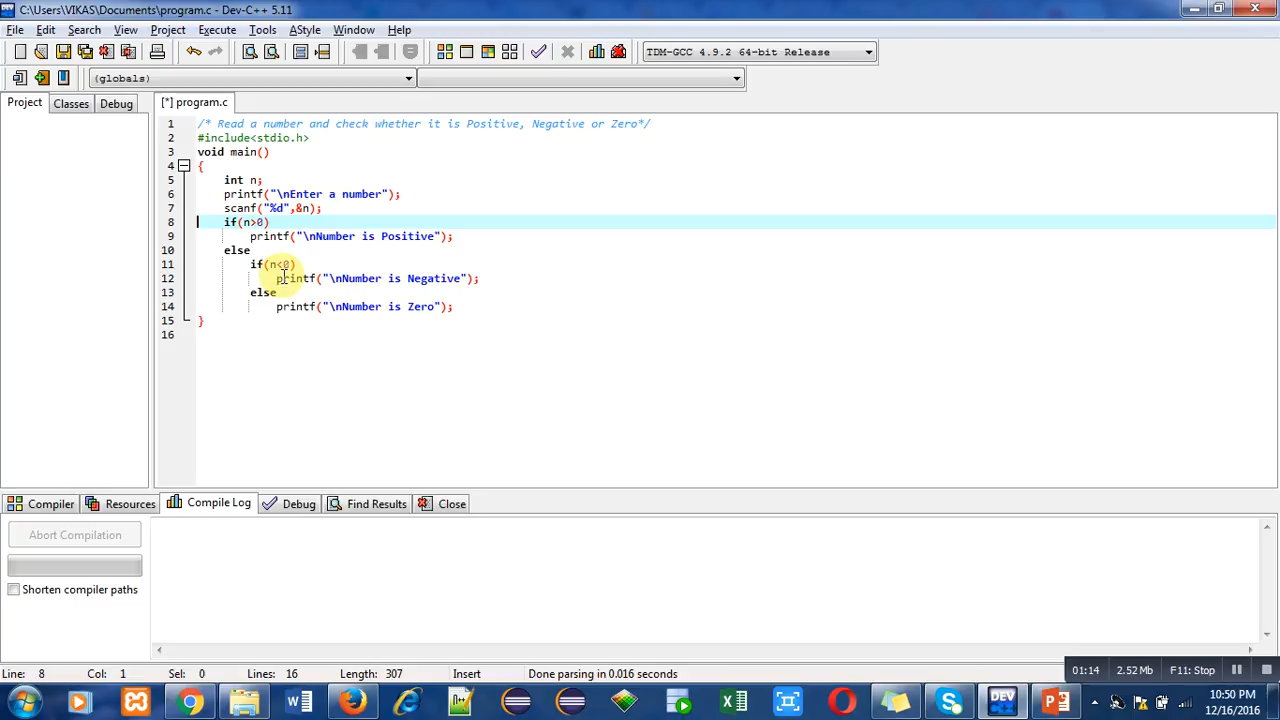 C:\Users\VIKAS\Documents\program.c - Dev-C++ 5.11
File Edit Search View Project Execute Tools AStyle Window Help
TDM-GCC 4.9.2 64-bit Release
(globals)
Project Classes Debug
[*] program.c
1 /* Read a number and check whether it is Positive, Negative or Zero*/
2 #include<stdio.h>
3 void main()
4 {
5 int n;
6 printf("\nEnter a number");
7 scanf("%d",&n);
8 if(n>0)
9 printf("\nNumber is Positive");
10 else
11 if(n<0)
12 printf("\nNumber is Negative");
13 else
14 printf("\nNumber is Zero");
15 }
16
Compiler Resources Compile Log Debug Find Results Close
Abort Compilation
Shorten compiler paths
Line: 8 Col: 1 Sel: 0 Lines: 16 Length: 307 Insert Done parsing in 0.016 seconds
01:14 2.52 Mb F11: Stop
DEV
10:50 PM
12/16/2016